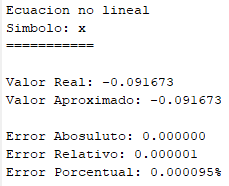 Ecuacion no lineal
Simbolo: x
===========
Valor Real: -0.091673
Valor Aproximado: -0.091673
Error Abosuluto: 0.000000
Error Relativo: 0.000001
Error Porcentual: 0.000095%